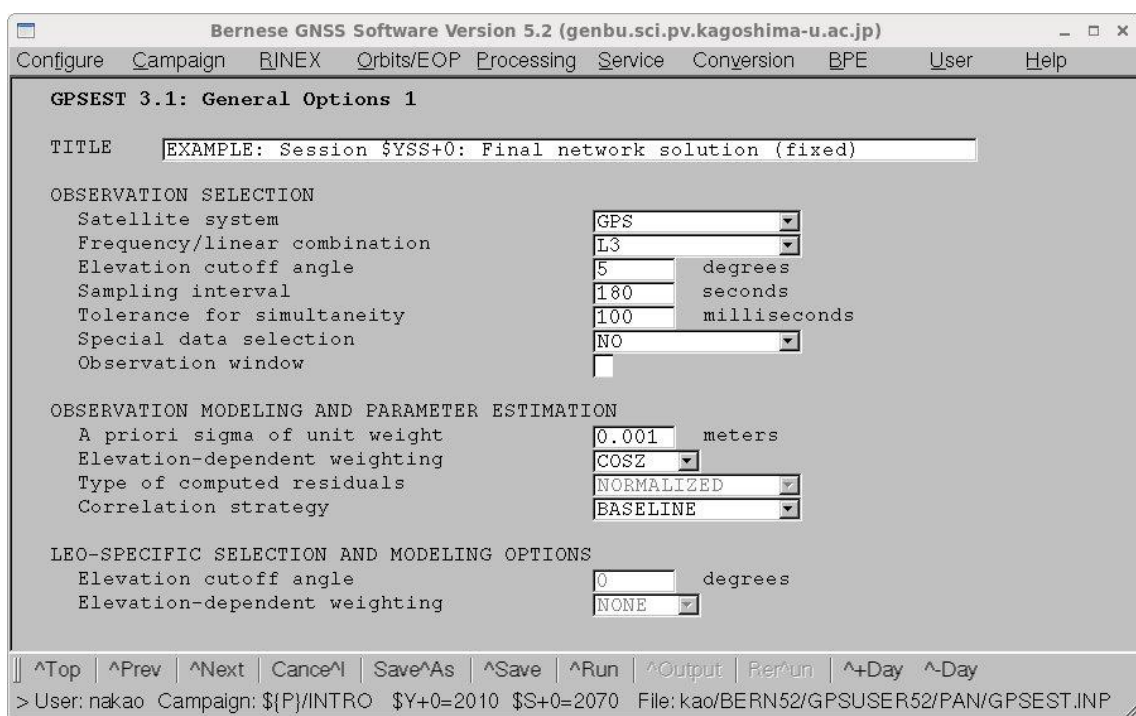 Bernese GNSS Software Version 5.2 (genbu.sci.pv.kagoshima-u.ac.jp)
Configure Campaign RINEX Orbits/EOP Processing Service Conversion BPE User Help
GPSEST 3.1: General Options 1
TITLE EXAMPLE: Session $YSS+0: Final network solution (fixed)
OBSERVATION SELECTION
Satellite system GPS
Frequency/linear combination L3
Elevation cutoff angle 5 degrees
Sampling interval 180 seconds
Tolerance for simultaneity 100 milliseconds
Special data selection NO
Observation window
OBSERVATION MODELING AND PARAMETER ESTIMATION
A priori sigma of unit weight 0.001 meters
Elevation-dependent weighting COSZ
Type of computed residuals NORMALIZED
Correlation strategy BASELINE
LEO-SPECIFIC SELECTION AND MODELING OPTIONS
Elevation cutoff angle 0 degrees
Elevation-dependent weighting NONE
^Top | ^Prev | ^Next | Cance^l | Save^As | ^Save | ^Run | ^Output | Rer^un | ^+Day ^-Day
> User: nakao Campaign: ${P}/INTRO $Y+0=2010 $S+0=2070 File: kao/BERN52/GPSUSER52/PAN/GPSEST.INP